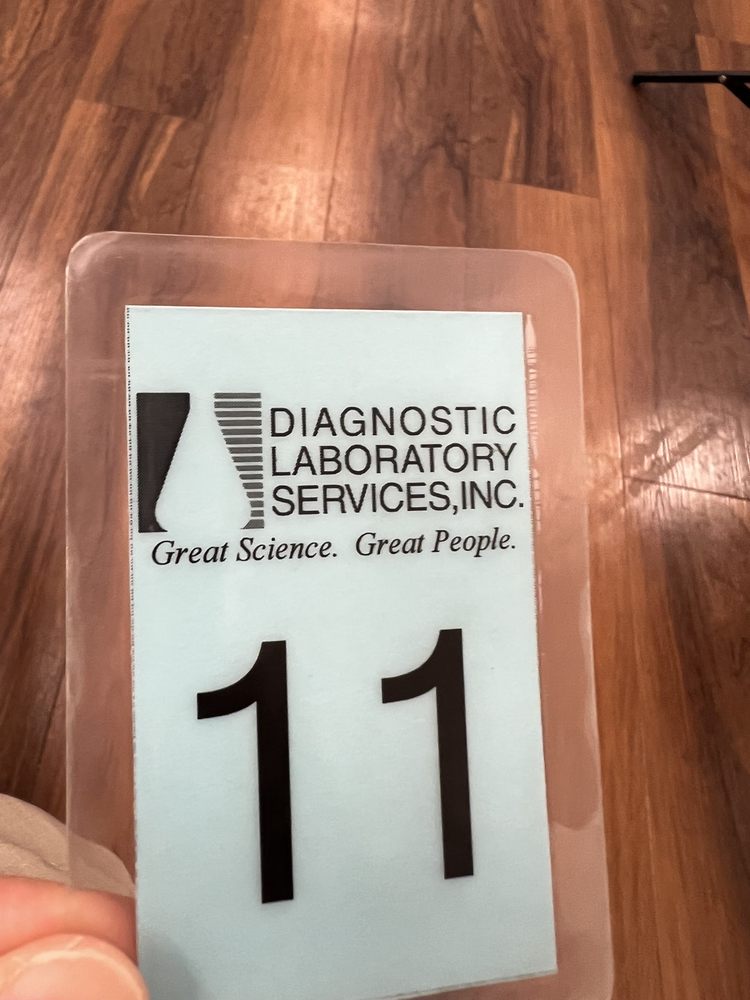 DIAGNOSTIC
LABORATORY
SERVICES,INC.
Great Science. Great People.
11